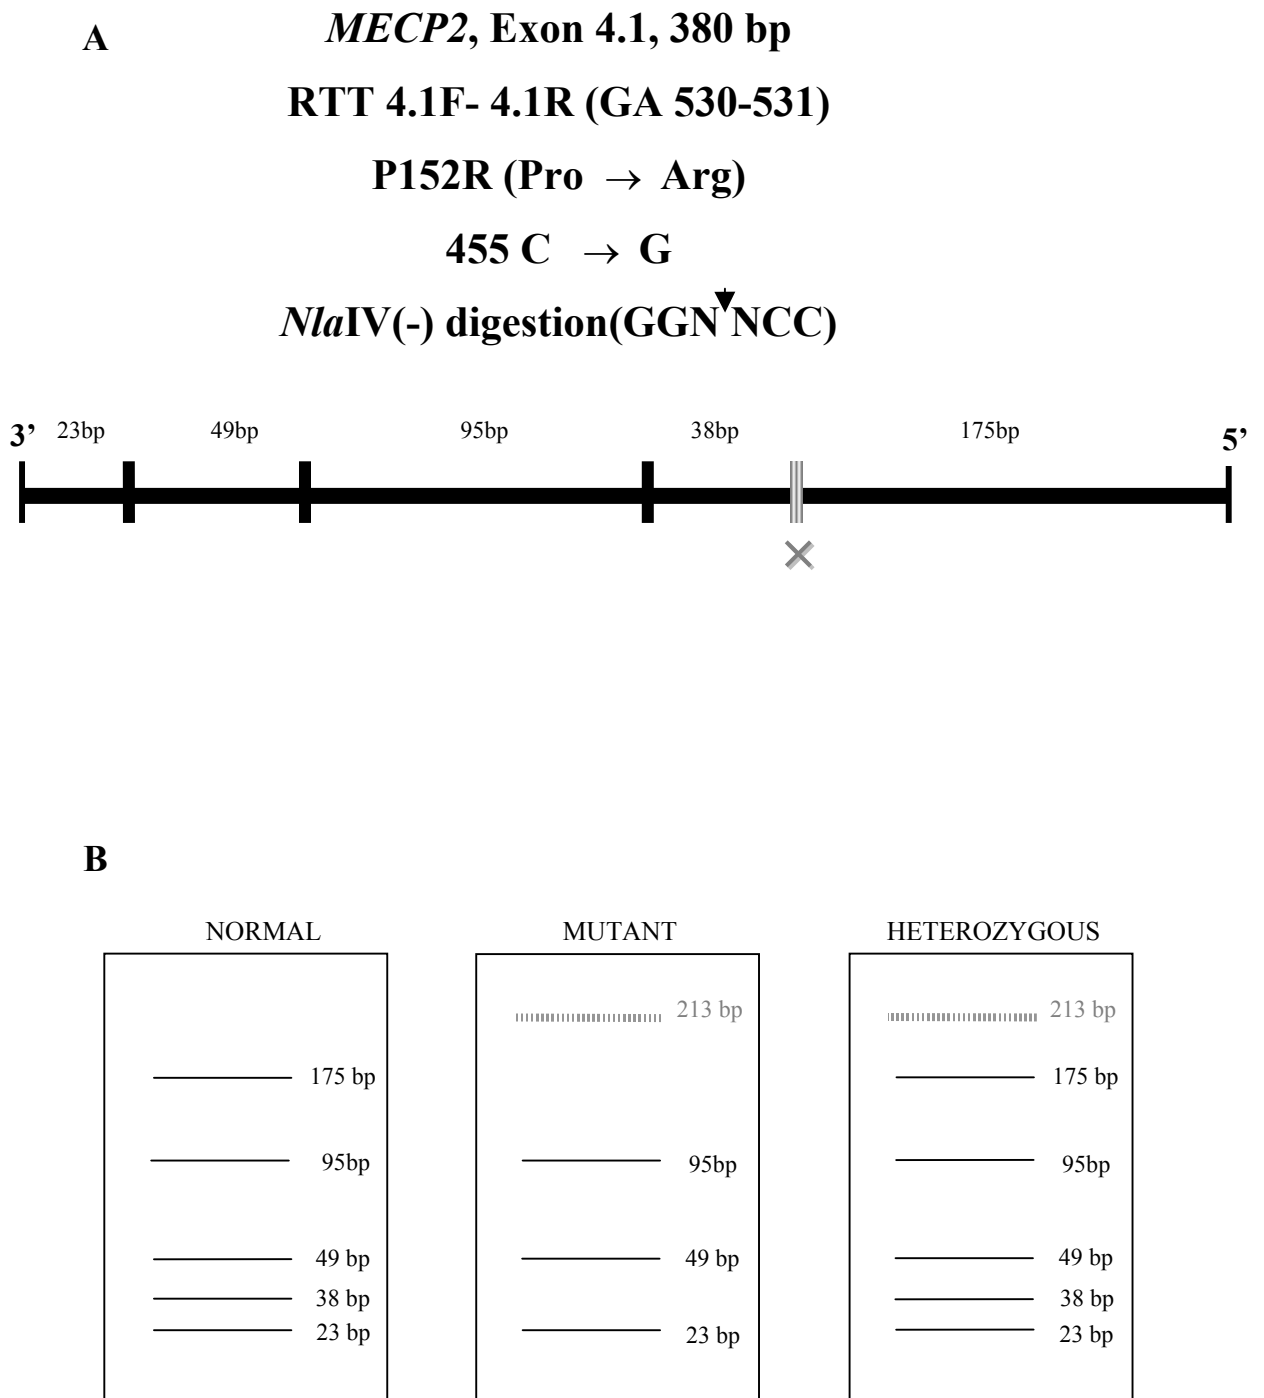 A
MECP2, Exon 4.1, 380 bp
RTT 4.1F- 4.1R (GA 530-531)
P152R (Pro → Arg)
455 C → G
NlaIV(-) digestion(GGN NCC)
3’ 23bp 49bp 95bp 38bp 175bp 5’
B
NORMAL MUTANT HETEROZYGOUS
213 bp 213 bp
175 bp 175 bp
95bp 95bp 95bp
49 bp 49 bp 49 bp
38 bp 38 bp
23 bp 23 bp 23 bp